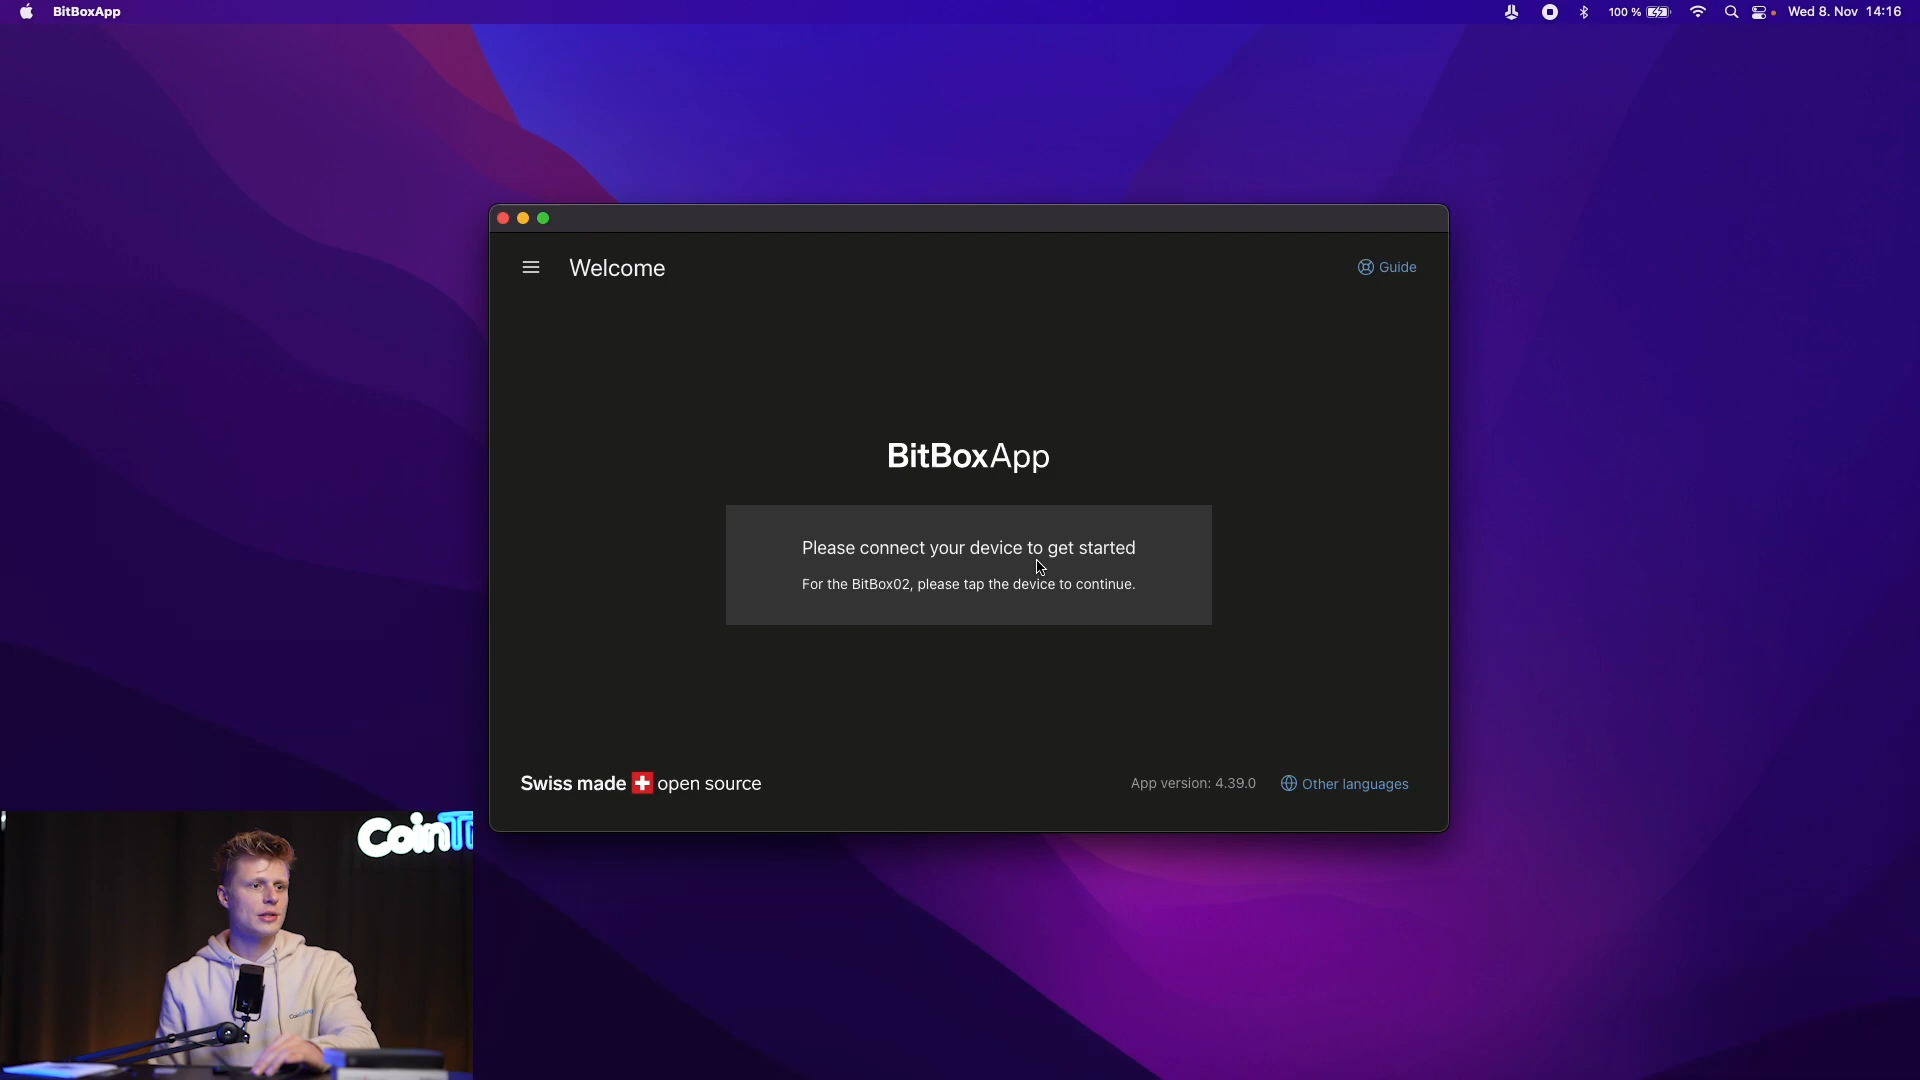 BitBoxApp
100 %
Wed 8. Nov 14:16
Welcome
Guide
BitBoxApp
Please connect your device to get started
For the BitBox02, please tap the device to continue.
Swiss made open source
App version: 4.39.0
Other languages
CoinT